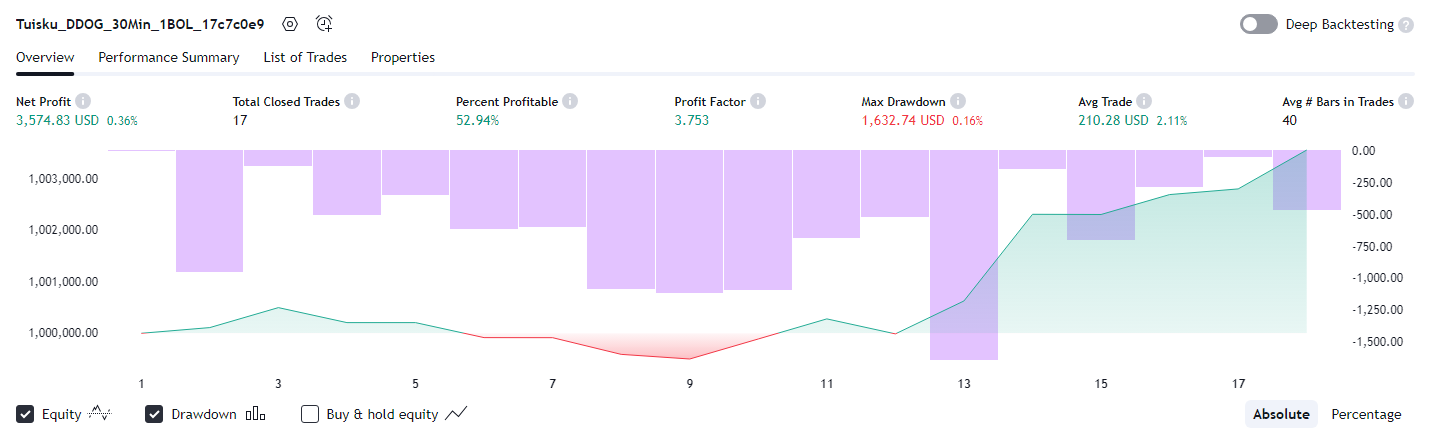 Tuisku_DDOG_30Min_1BOL_17c7c0e9 Deep Backtesting ?
Overview Performance Summary List of Trades Properties
Net Profit i Total Closed Trades i Percent Profitable i Profit Factor i Max Drawdown i Avg Trade i Avg # Bars in Trades i
3,574.83 USD 0.36% 17 52.94% 3.753 1,632.74 USD 0.16% 210.28 USD 2.11% 40
0.00
1,003,000.00 -250.00
-500.00
1,002,000.00 -750.00
1,001,000.00 -1,000.00
-1,250.00
1,000,000.00 -1,500.00
1 3 5 7 9 11 13 15 17
Equity Drawdown Buy & hold equity Absolute Percentage